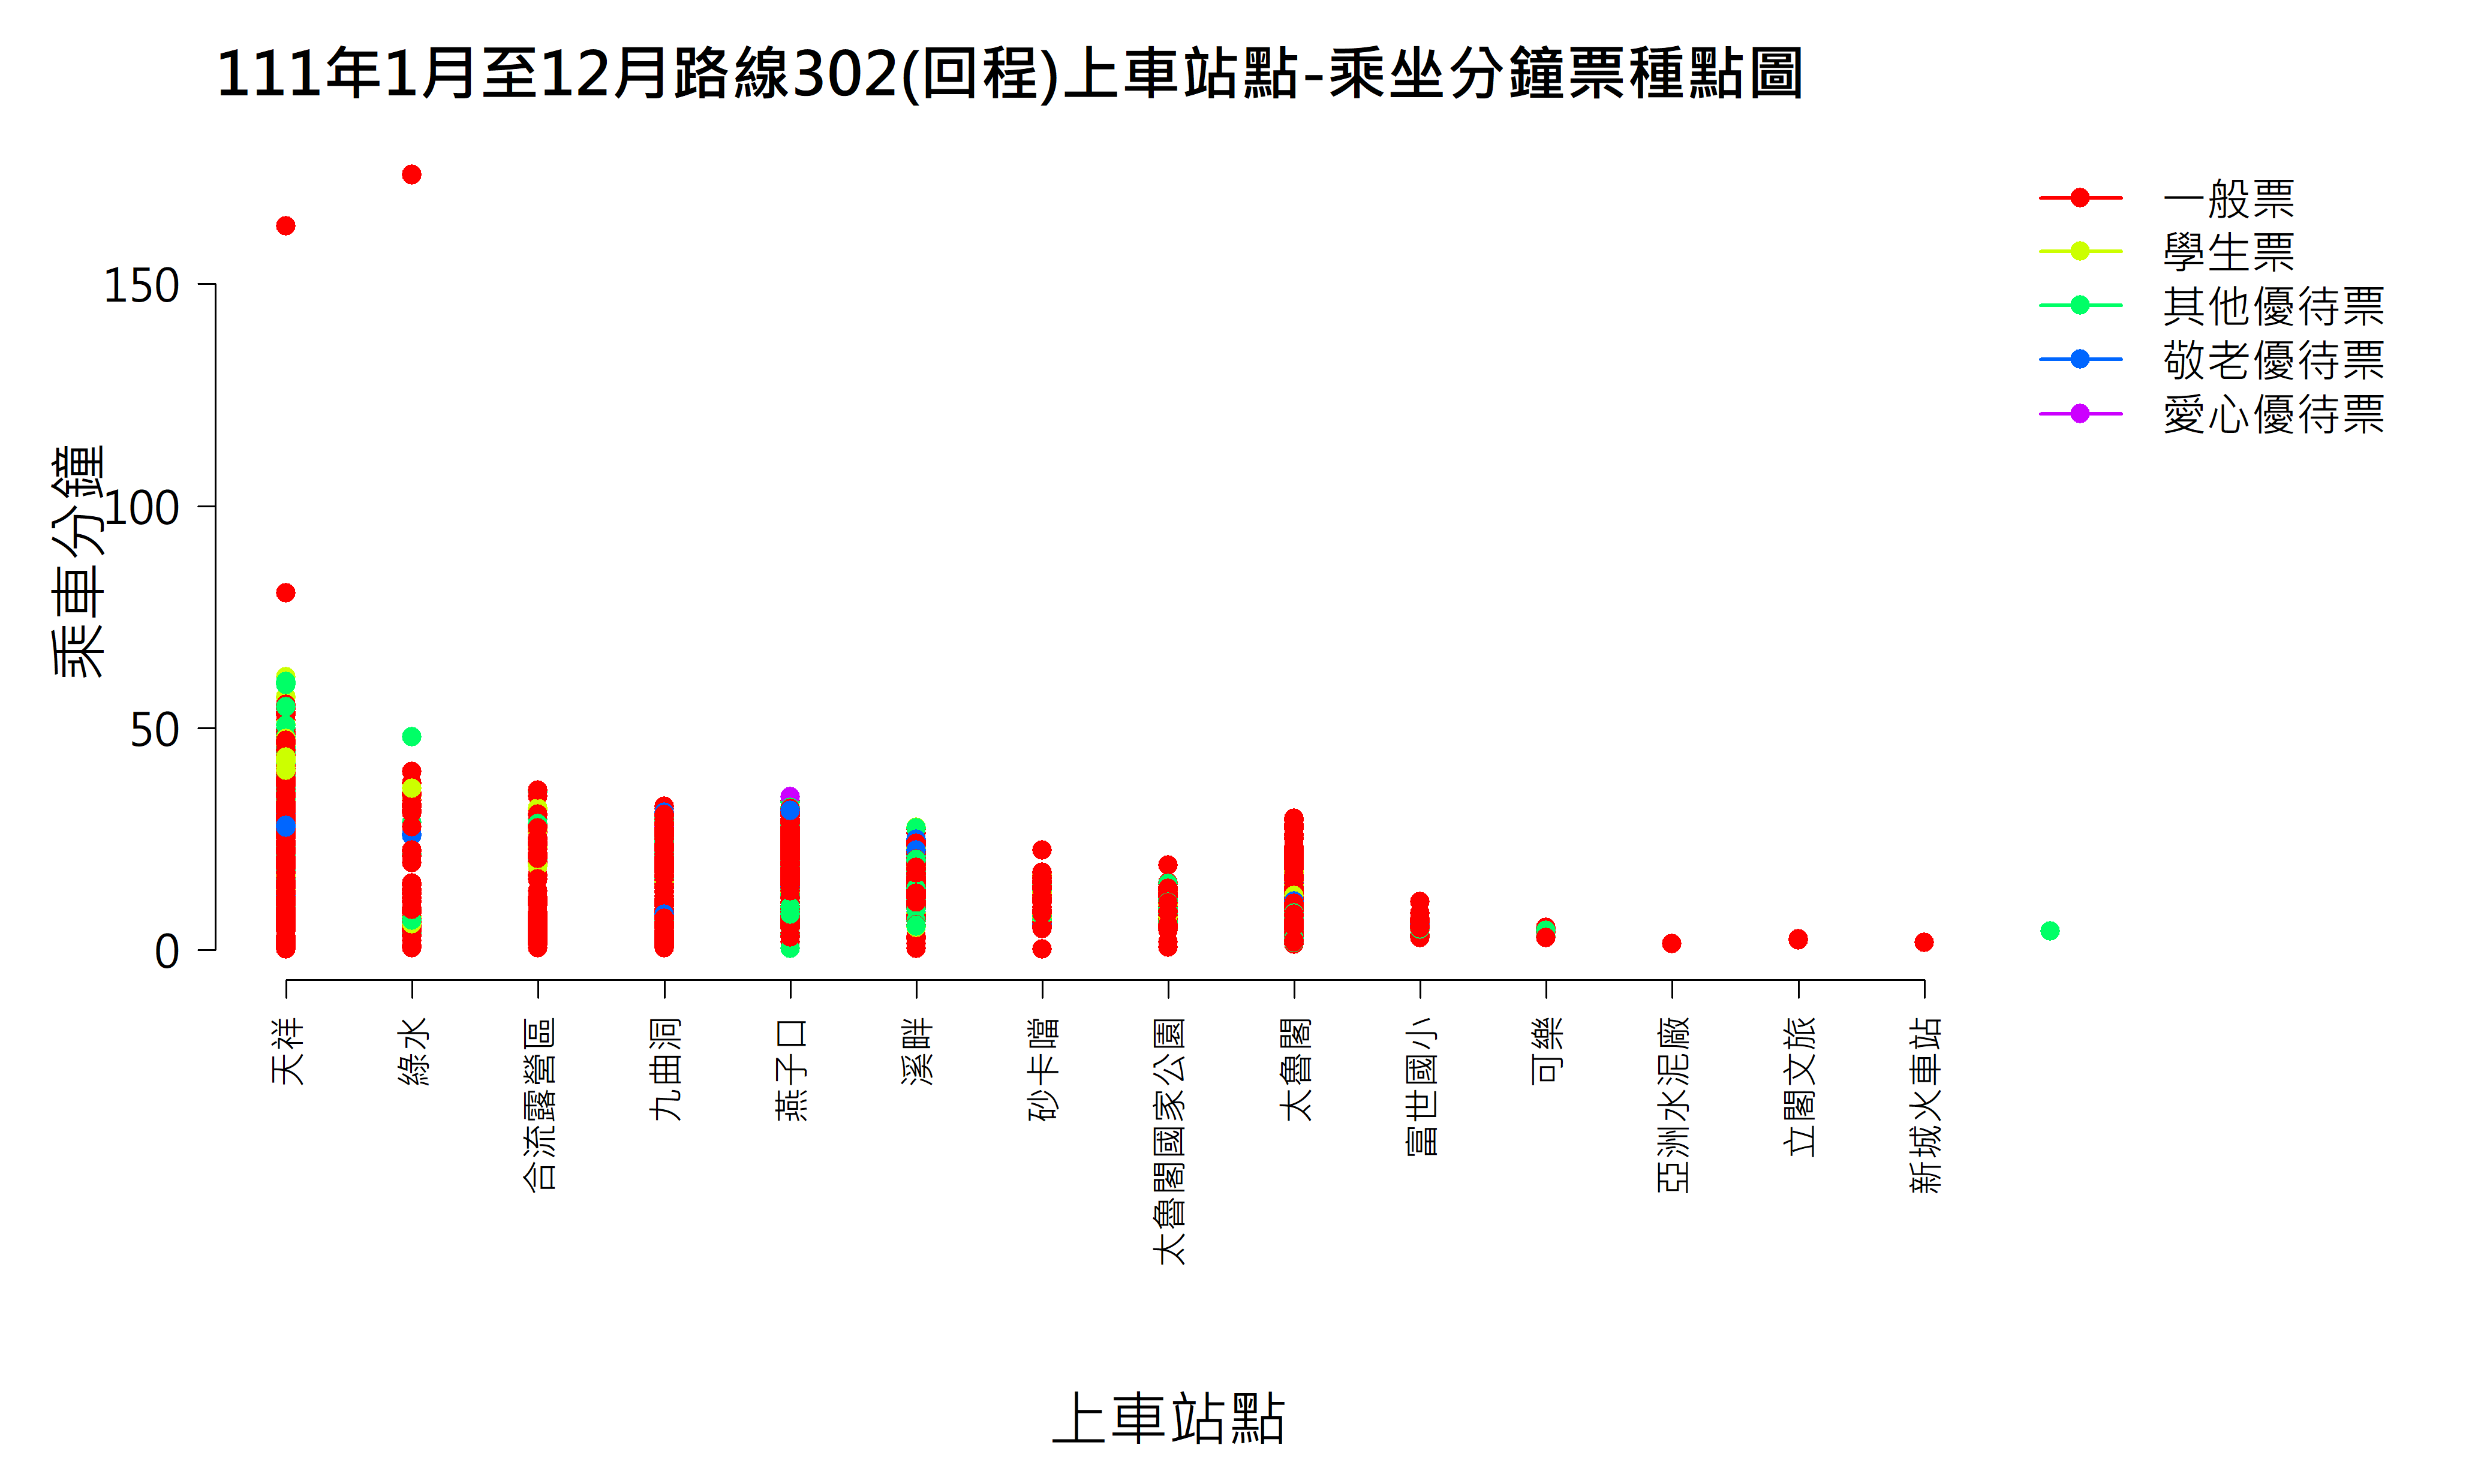 111年1月至12月路線302(回程)上車站點-乘坐分鐘票種點圖
一般票
學生票
其他優待票
敬老優待票
愛心優待票
乘車分鐘
150
100
50
0
天祥
綠水
合流露營區
九曲洞
燕子口
溪畔
砂卡噹
太魯閣國家公園
太魯閣
富世國小
可樂
亞洲水泥廠
立閣文旅
新城火車站
上車站點